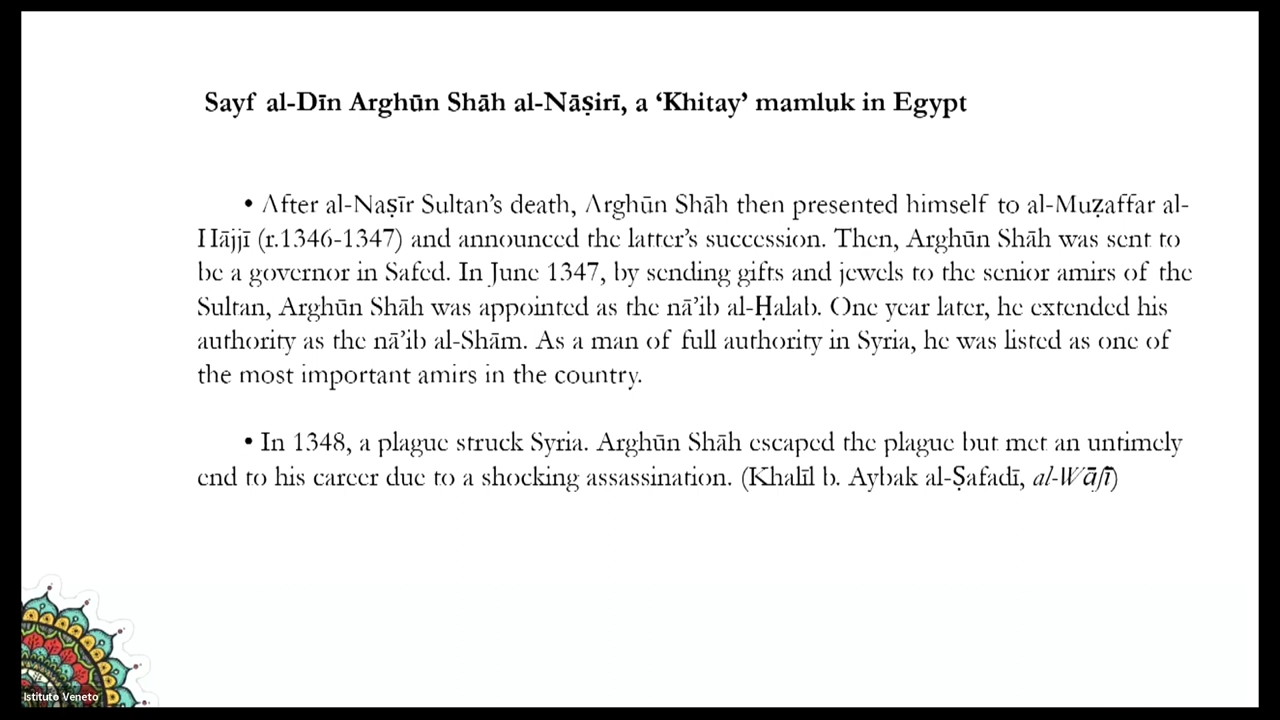 Sayf al-Dīn Arghūn Shāh al-Nāṣirī, a ‘Khitay’ mamluk in Egypt
• After al-Naṣīr Sultan’s death, Arghūn Shāh then presented himself to al-Muẓaffar al-
Hājjī (r.1346-1347) and announced the latter’s succession. Then, Arghūn Shāh was sent to
be a governor in Safed. In June 1347, by sending gifts and jewels to the senior amirs of the
Sultan, Arghūn Shāh was appointed as the nā’ib al-Ḥalab. One year later, he extended his
authority as the nā’ib al-Shām. As a man of full authority in Syria, he was listed as one of
the most important amirs in the country.
• In 1348, a plague struck Syria. Arghūn Shāh escaped the plague but met an untimely
end to his career due to a shocking assassination. (Khalīl b. Aybak al-Ṣafadī, al-Wāfī)
Istituto Veneto